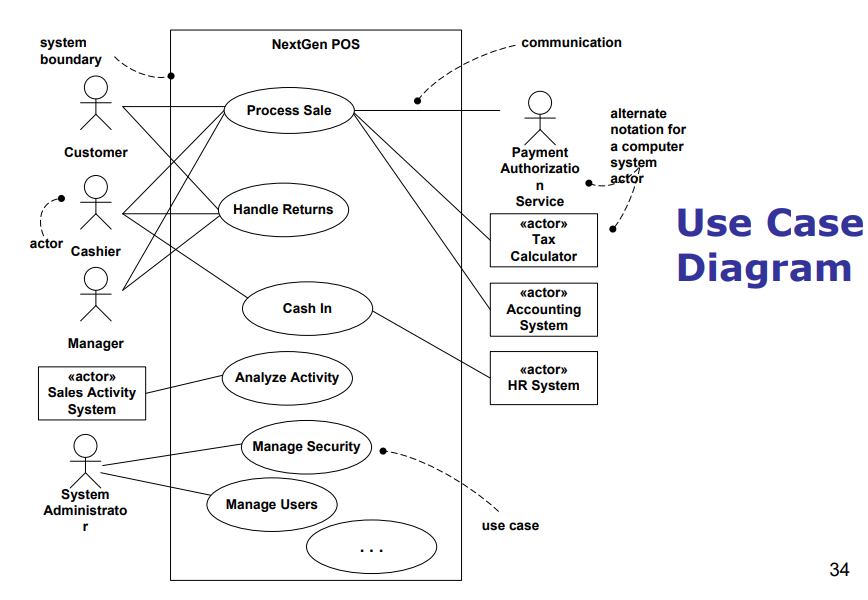 system
boundary
NextGen POS
communication
Customer
Process Sale
alternate
notation for
a computer
system
actor
Payment
Authorizatio
n
Service
actor
Cashier
Handle Returns
«actor»
Tax
Calculator
Use Case
Diagram
Manager
Cash In
«actor»
Accounting
System
«actor»
Sales Activity
System
Analyze Activity
«actor»
HR System
System
Administrato
r
Manage Security
Manage Users
use case
. . .
34